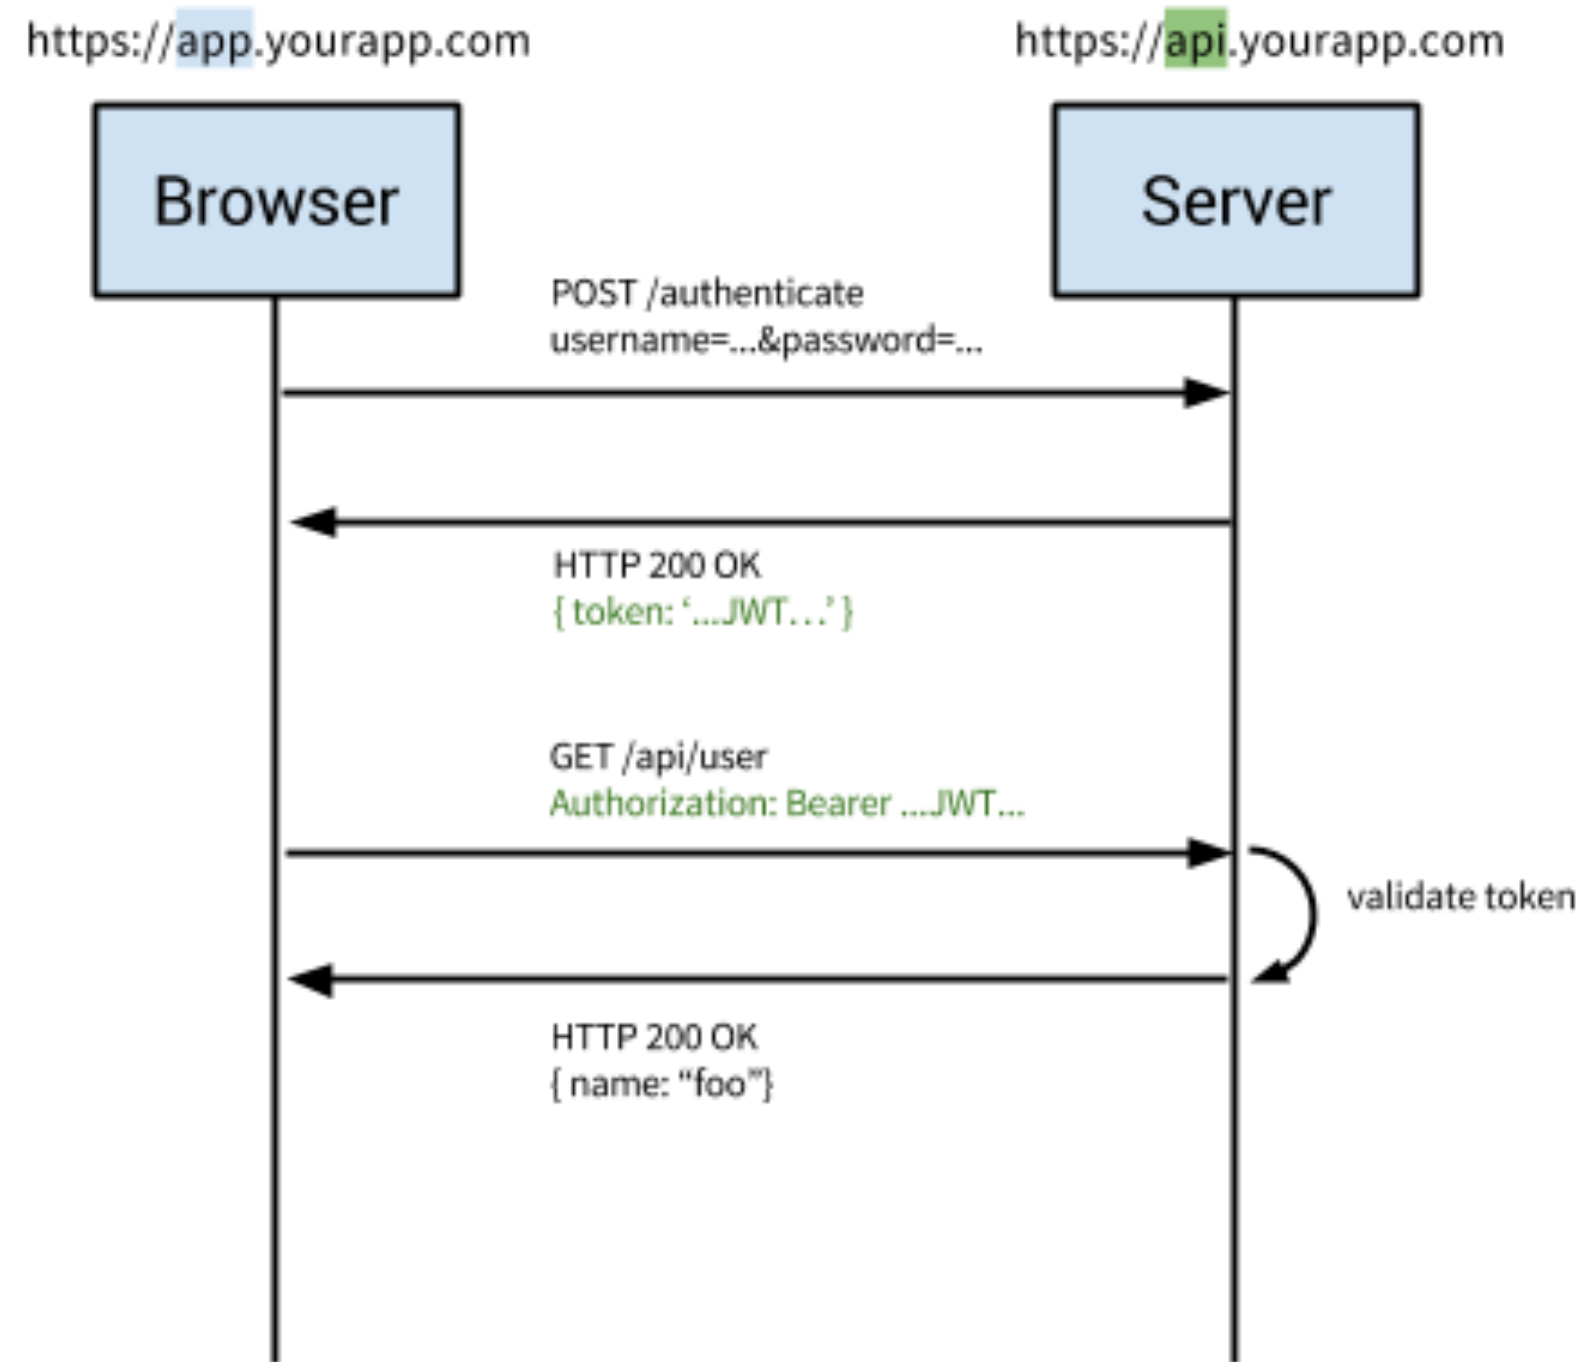 https://app.yourapp.com
https://api.yourapp.com
Browser
Server
POST /authenticate
username=...&password=...
HTTP 200 OK
{ token: ‘...JWT...’ }
GET /api/user
Authorization: Bearer ...JWT...
validate token
HTTP 200 OK
{ name: “foo”}